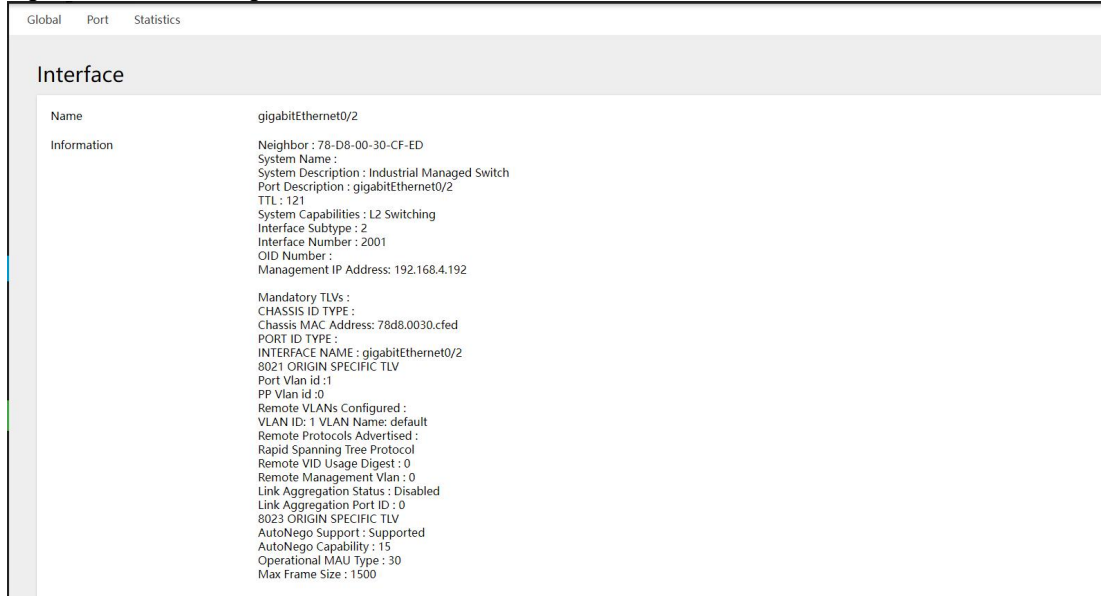 Global Port Statistics
Interface
Name gigabitEthernet0/2
Information Neighbor : 78-D8-00-30-CF-ED
System Name :
System Description : Industrial Managed Switch
Port Description : gigabitEthernet0/2
TTL : 121
System Capabilities : L2 Switching
Interface Subtype : 2
Interface Number : 2001
OID Number :
Management IP Address: 192.168.4.192
Mandatory TLVs :
CHASSIS ID TYPE :
Chassis MAC Address: 78d8.0030.cfed
PORT ID TYPE :
INTERFACE NAME : gigabitEthernet0/2
8021 ORIGIN SPECIFIC TLV
Port Vlan id :1
PP Vlan id :0
Remote VLANs Configured :
VLAN ID: 1 VLAN Name: default
Remote Protocols Advertised :
Rapid Spanning Tree Protocol
Remote VID Usage Digest : 0
Remote Management Vlan : 0
Link Aggregation Status : Disabled
Link Aggregation Port ID : 0
8023 ORIGIN SPECIFIC TLV
AutoNego Support : Supported
AutoNego Capability : 15
Operational MAU Type : 30
Max Frame Size : 1500